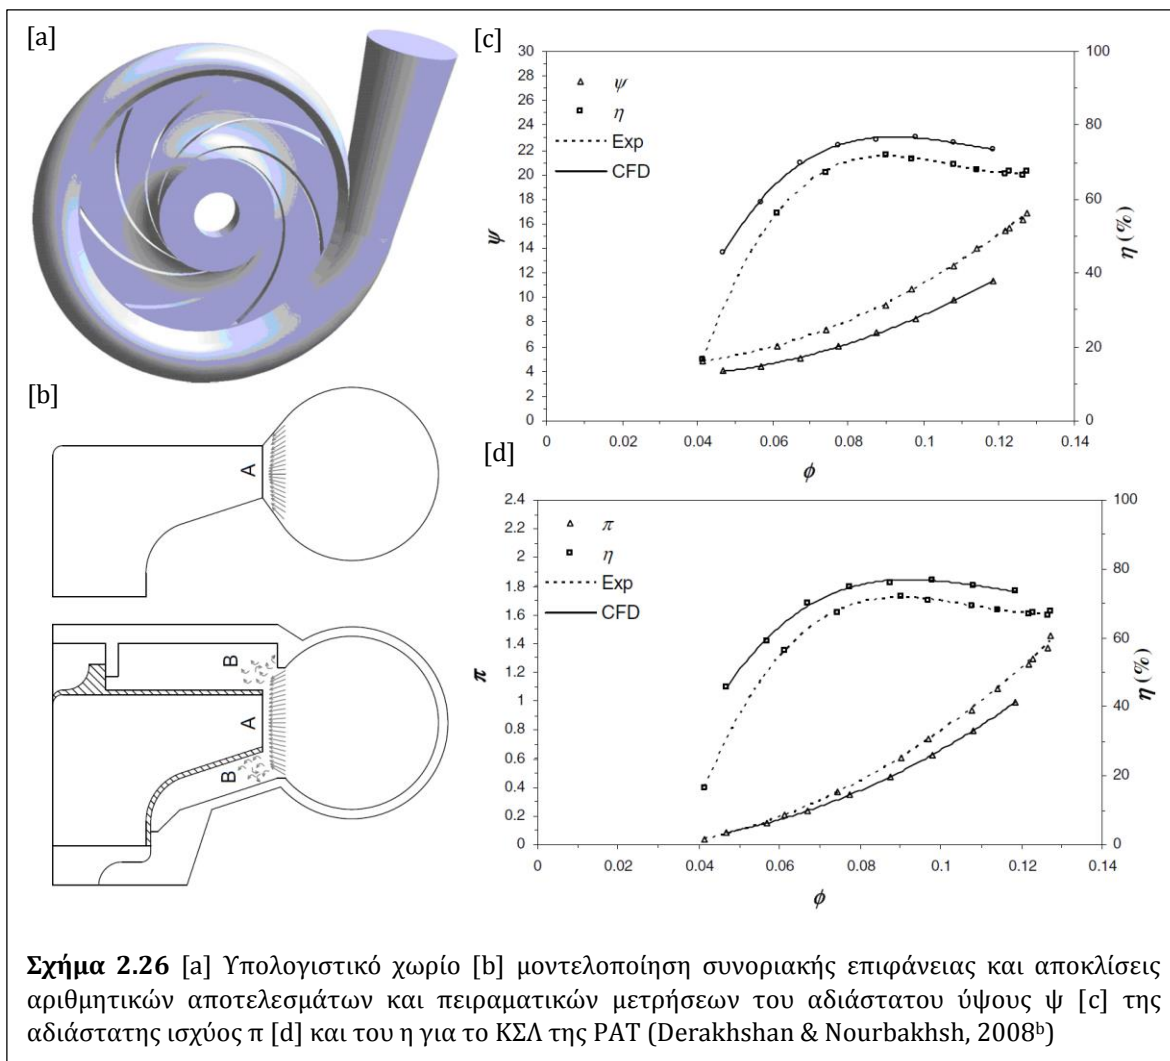 [a]
[c]
30
28
26
24
22
20
18
16
14
12
10
8
6
4
2
0
ψ
100
80
60
40
20
0
η (%)
ψ
η
Exp
CFD
0
0.02
0.04
0.06
0.08
0.1
0.12
0.14
ϕ
[b]
A
B
A
B
[d]
2.4
2.2
2
1.8
1.6
1.4
1.2
1
0.8
0.6
0.4
0.2
0
π
100
80
60
40
20
0
η (%)
π
η
Exp
CFD
0
0.02
0.04
0.06
0.08
0.1
0.12
0.14
ϕ
Σχήμα 2.26 [a] Υπολογιστικό χωρίο [b] μοντελοποίηση συνοριακής επιφάνειας και αποκλίσεις
αριθμητικών αποτελεσμάτων και πειραματικών μετρήσεων του αδιάστατου ύψους ψ [c] της
αδιάστατης ισχύος π [d] και του η για το ΚΣΛ της PAT (Derakhshan & Nourbakhsh, 2008ᵇ)